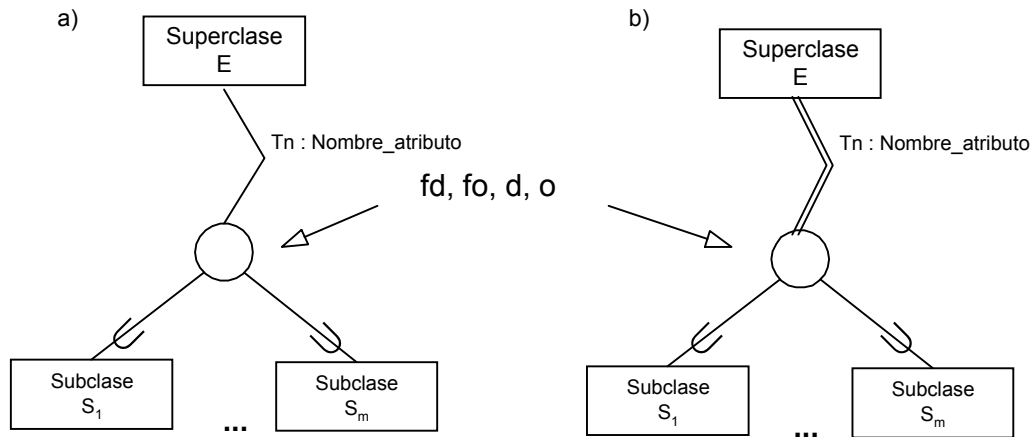 a)
Superclase
E
Tn : Nombre_atributo
fd, fo, d, o
Subclase
S1
...
Subclase
Sm
b)
Superclase
E
Tn : Nombre_atributo
Subclase
S1
...
Subclase
Sm